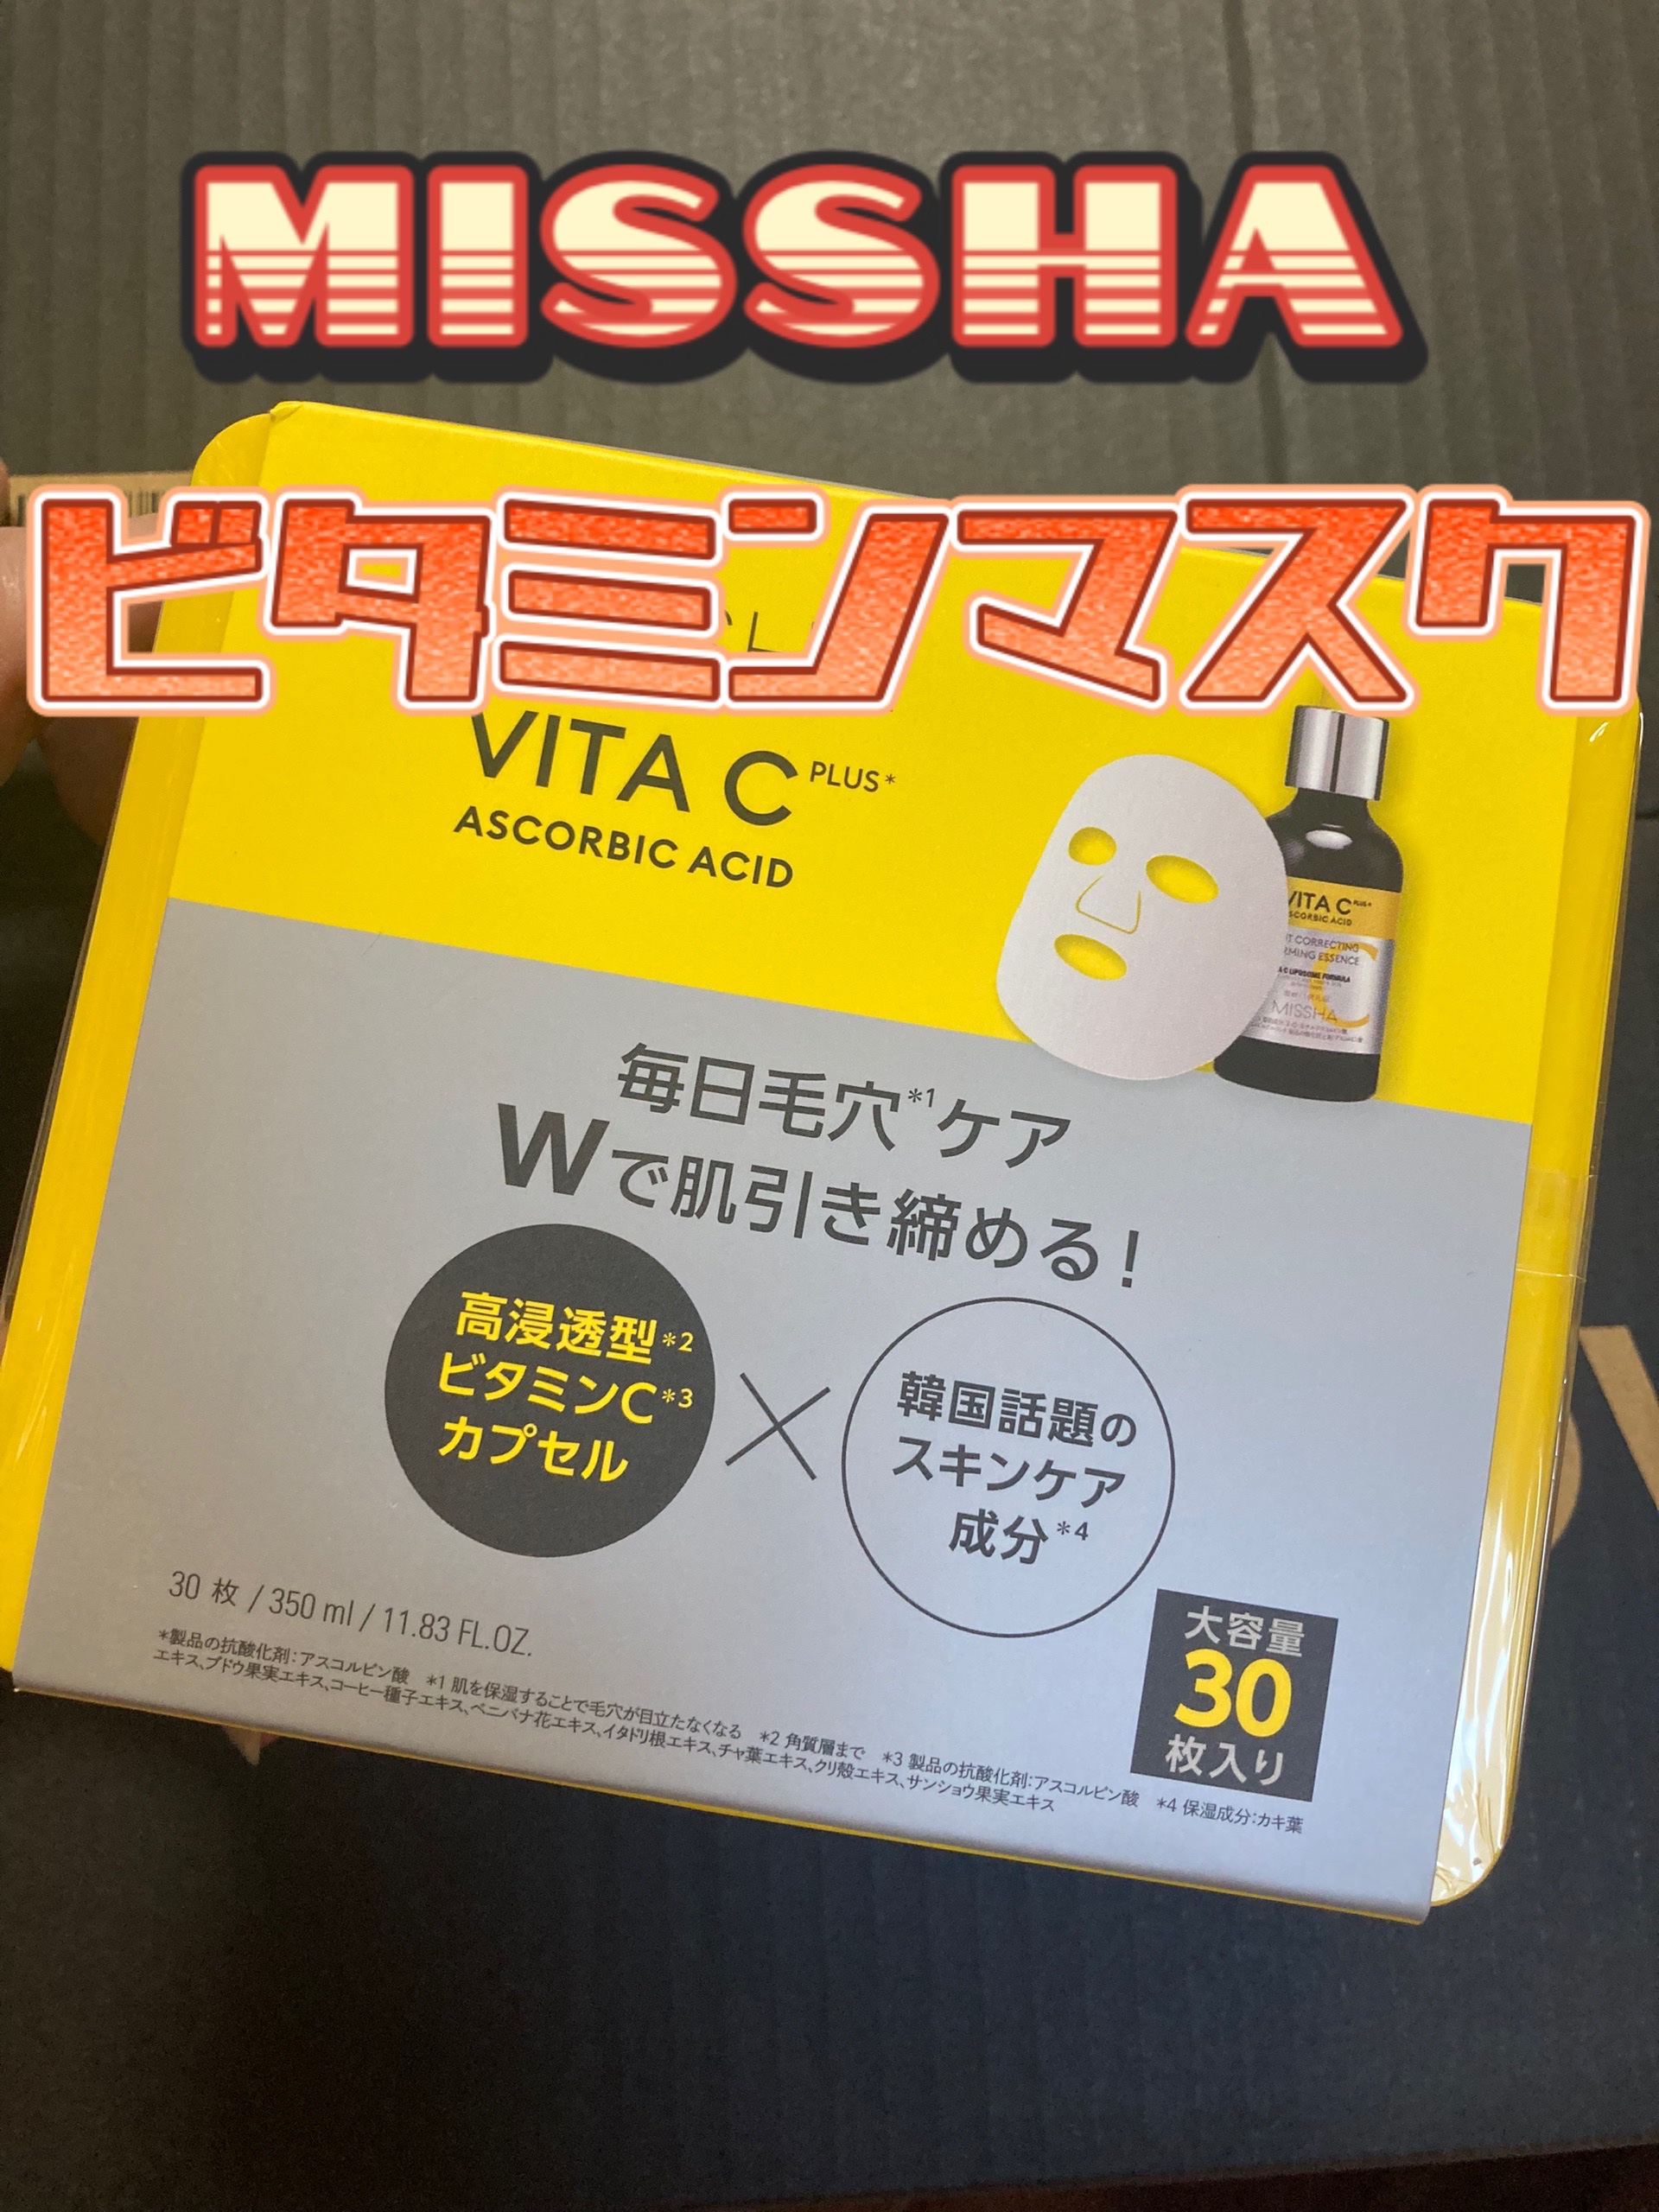 MISSHA
ビタミンマスク
VITA C PLUS*
ASCORBIC ACID
VITA C PLUS*
ASCORBIC ACID
CORRECTING
ESSENCE
MISSHA
毎日毛穴*1ケア
Wで肌引き締める!
高浸透型*2
ビタミンC*3
カプセル
韓国話題の
スキンケア
成分*4
30 枚 / 350 ml / 11.83 FL.OZ.
大容量
30
枚入り
*製品の抗酸化剤:アスコルビン酸 *1 肌を保湿することで毛穴が目立たなくなる *2 角質層まで *3 製品の抗酸化剤:アスコルビン酸 *4 保湿成分:カキ葉
エキス、ブドウ果実エキス、コーヒー種子エキス、ベニバナ花エキス、イタドリ根エキス、チャ葉エキス、クリ殻エキス、サンショウ果実エキス